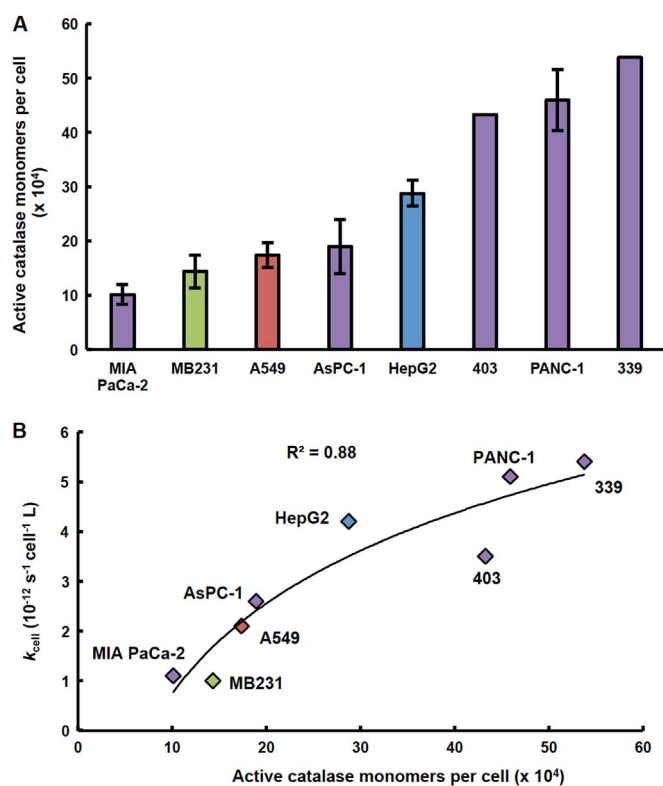 A
Active catalase monomers per cell
(x 10⁴)
60
50
40
30
20
10
0
MIA PaCa-2
MB231
A549
AsPC-1
HepG2
403
PANC-1
339
B
k cell (10⁻¹² s⁻¹ cell⁻¹ L)
6
5
4
3
2
1
0
R² = 0.88
PANC-1
339
HepG2
403
AsPC-1
A549
MIA PaCa-2
MB231
0 10 20 30 40 50 60
Active catalase monomers per cell (x 10⁴)